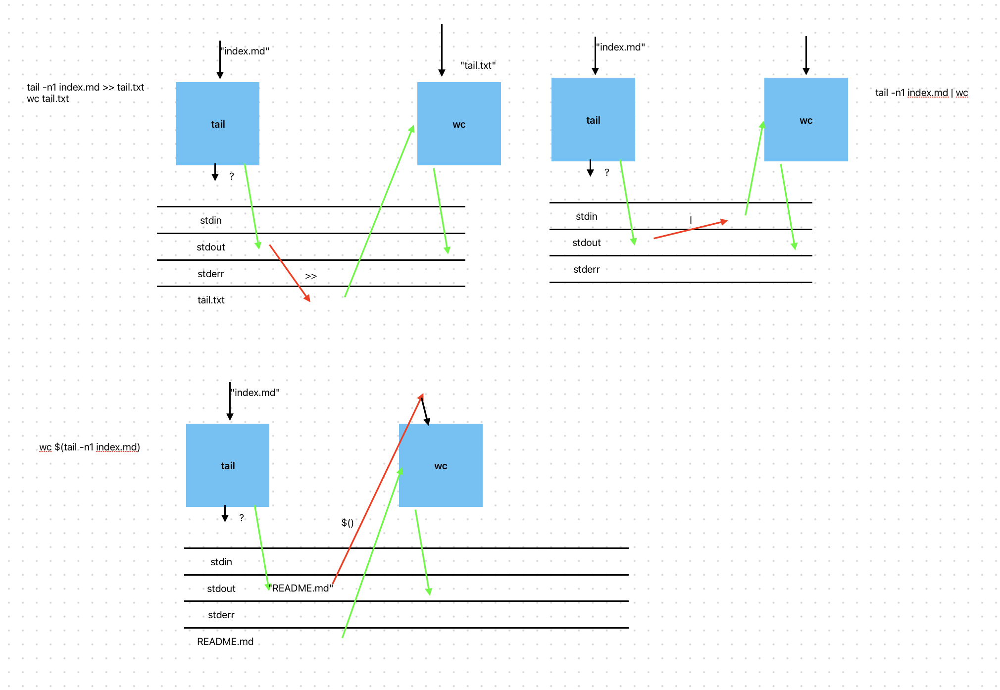 "index.md"
"tail.txt"
tail -n1 index.md >> tail.txt
wc tail.txt
tail
wc
?
stdin
stdout
stderr
>>
tail.txt
"index.md"
tail -n1 index.md | wc
tail
wc
?
stdin
|
stdout
stderr
"index.md"
wc $(tail -n1 index.md)
tail
wc
?
$()
stdin
stdout
"README.md"
stderr
README.md